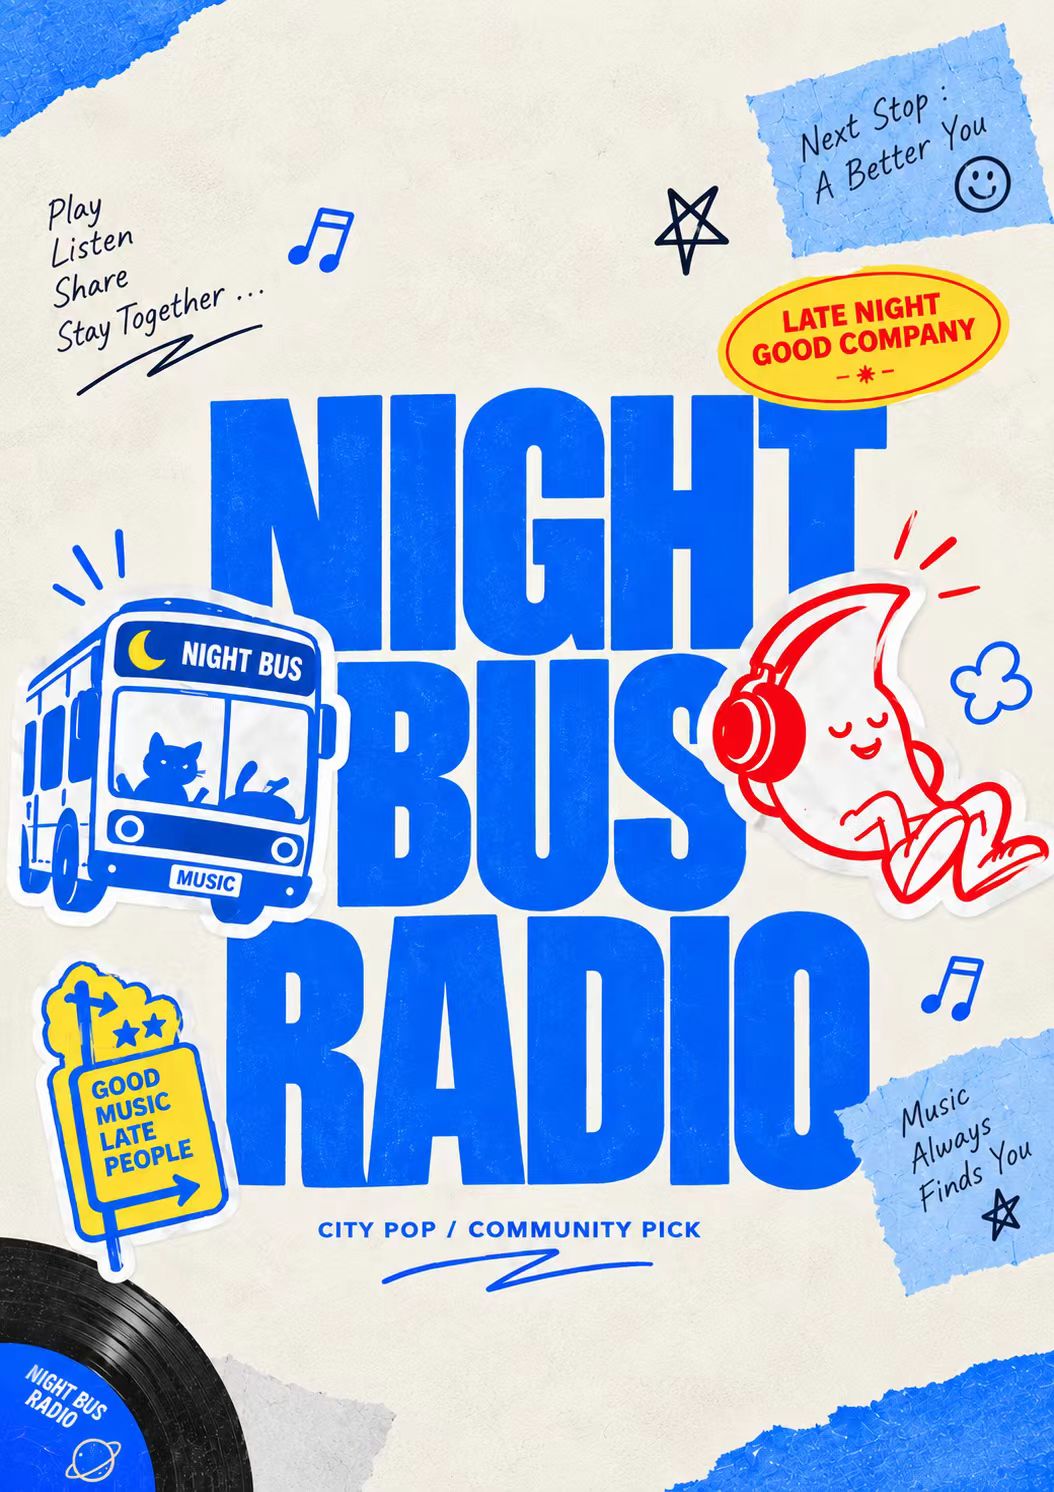 Next Stop :
A Better You
Play
Listen
Share
Stay Together ...
LATE NIGHT
GOOD COMPANY
NIGHT
BUS
RADIO
NIGHT BUS
MUSIC
GOOD
MUSIC
LATE
PEOPLE
Music
Always
Finds You
CITY POP / COMMUNITY PICK
NIGHT BUS
RADIO